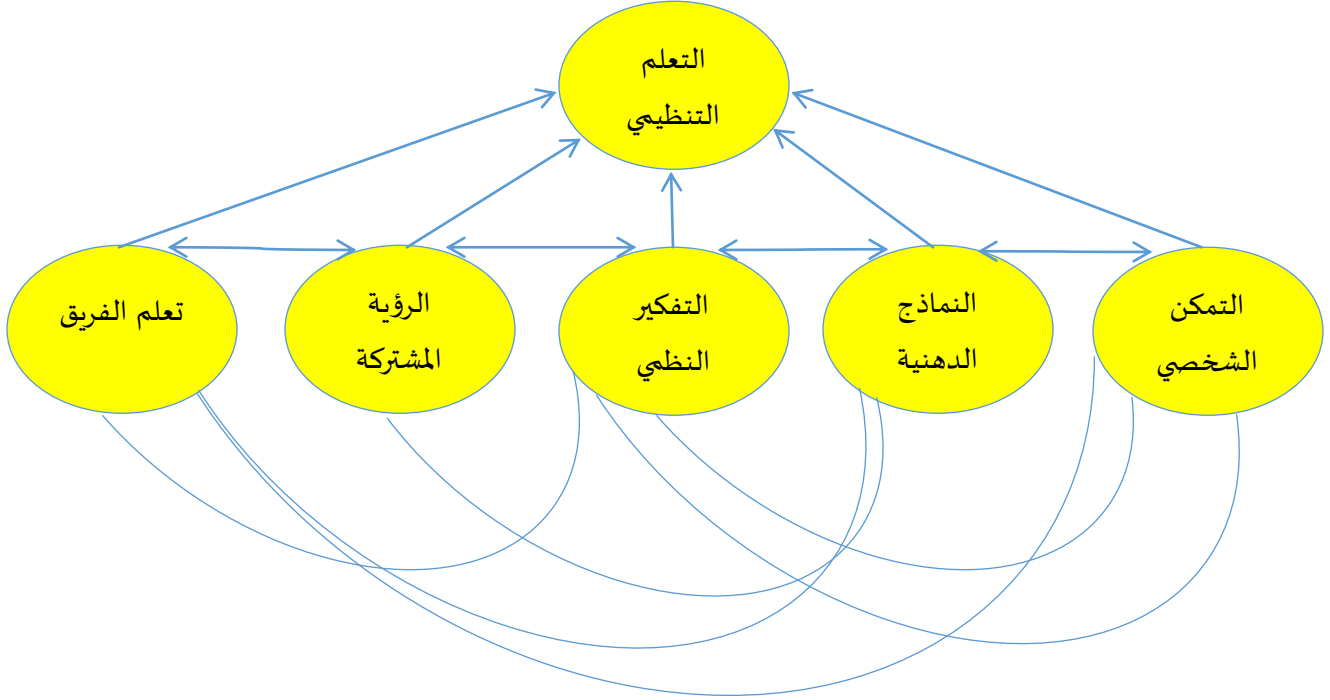 التعلم
التنظيمي
التمكن
الشخصي
النماذج
الدهنية
التفكير
النظمي
الرؤية
المشتركة
تعلم الفريق